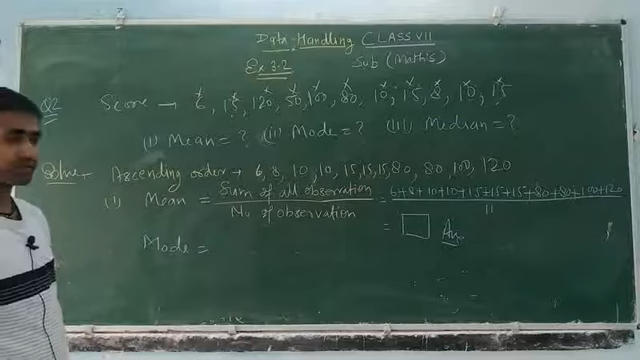 Data Handling CLASS VII
Ex 3.2 Sub (Maths)
Q2 Score → 6, 15, 120, 50, 100, 80, 10, 15, 8, 10, 15
(i) Mean = ? (ii) Mode = ? (iii) Median = ?
Solve - Ascending order → 6, 8, 10, 10, 15, 15, 15, 80, 80, 100, 120
(i) Mean = Sum of all observation / No of observation = 6+8+10+10+15+15+15+80+80+100+120 / 11
= □ Ans
Mode =